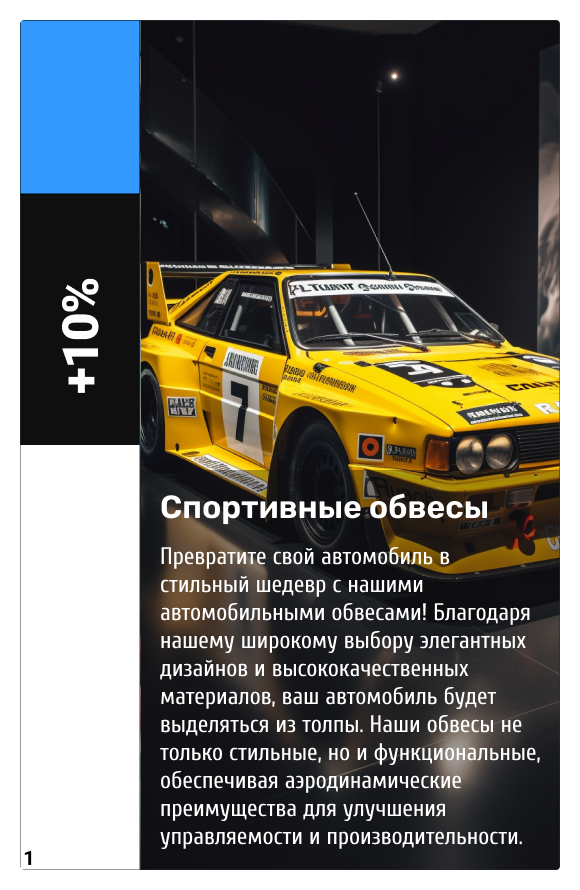 +10%
7
Спортивные обвесы
Превратите свой автомобиль в
стильный шедевр с нашими
автомобильными обвесами! Благодаря
нашему широкому выбору элегантных
дизайнов и высококачественных
материалов, ваш автомобиль будет
выделяться из толпы. Наши обвесы не
только стильные, но и функциональные,
обеспечивая аэродинамические
преимущества для улучшения
управляемости и производительности.
1